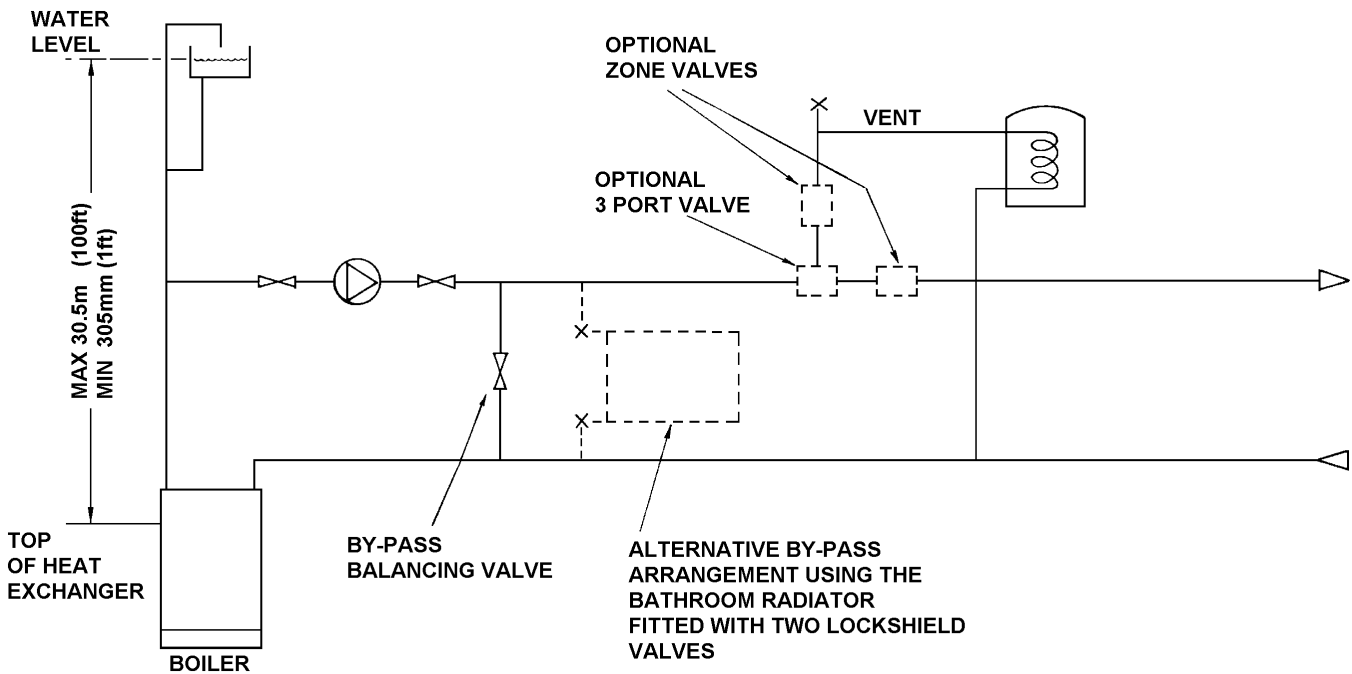 WATER
LEVEL
OPTIONAL
ZONE VALVES
VENT
OPTIONAL
3 PORT VALVE
MAX 30.5m (100ft)
MIN 305mm (1ft)
TOP
OF HEAT
EXCHANGER
BY-PASS
BALANCING VALVE
ALTERNATIVE BY-PASS
ARRANGEMENT USING THE
BATHROOM RADIATOR
FITTED WITH TWO LOCKSHIELD
VALVES
BOILER